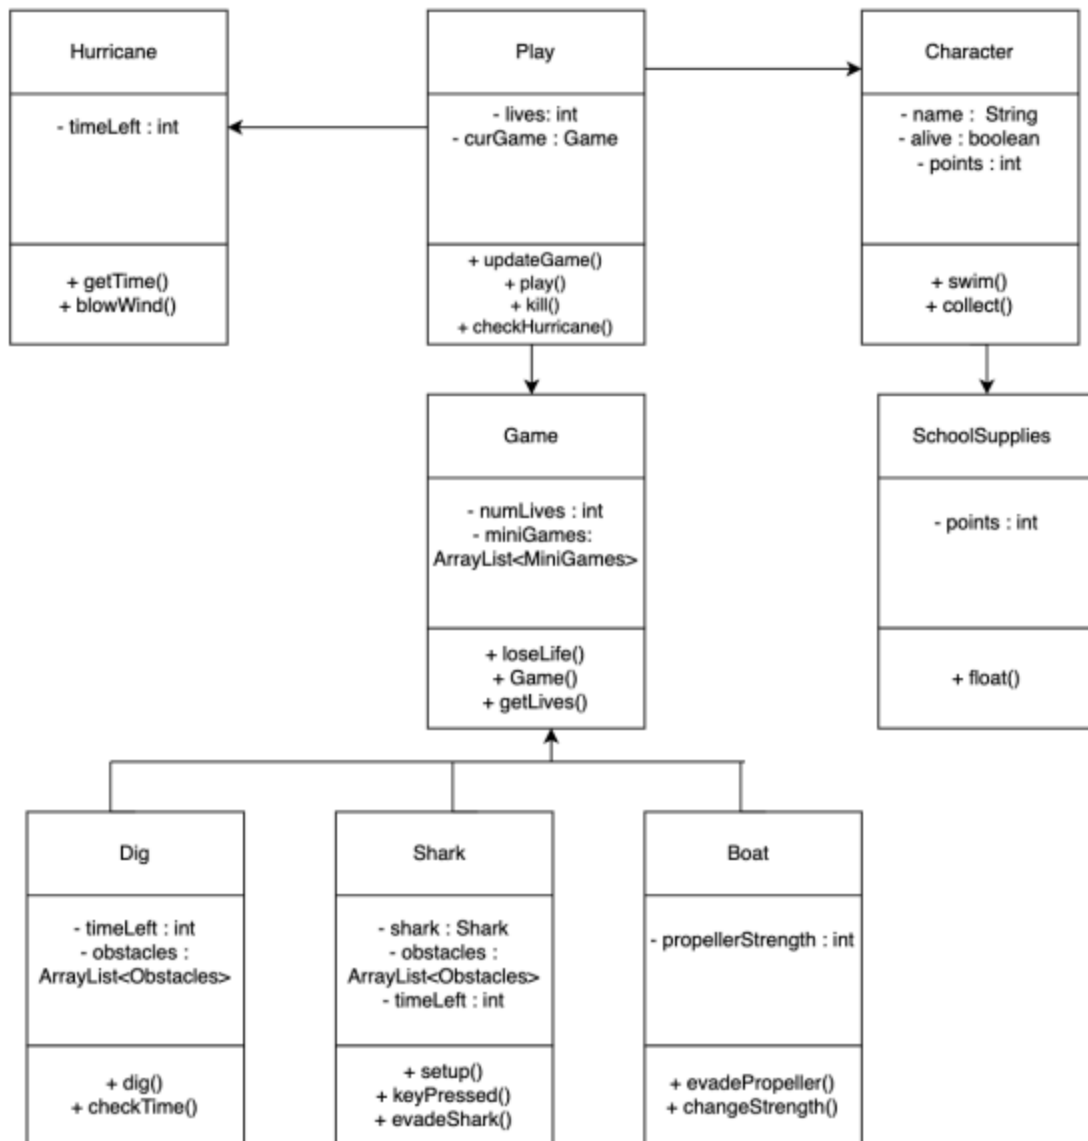 Hurricane
- timeLeft : int
+ getTime()
+ blowWind()
Play
- lives: int
- curGame : Game
+ updateGame()
+ play()
+ kill()
+ checkHurricane()
Character
- name :  String
- alive : boolean
- points : int
+ swim()
+ collect()
Game
- numLives : int
- miniGames:
ArrayList<MiniGames>
+ loseLife()
+ Game()
+ getLives()
SchoolSupplies
- points : int
+ float()
Dig
- timeLeft : int
- obstacles :
ArrayList<Obstacles>
+ dig()
+ checkTime()
Shark
- shark : Shark
- obstacles :
ArrayList<Obstacles>
- timeLeft : int
+ setup()
+ keyPressed()
+ evadeShark()
Boat
- propellerStrength : int
+ evadePropeller()
+ changeStrength()